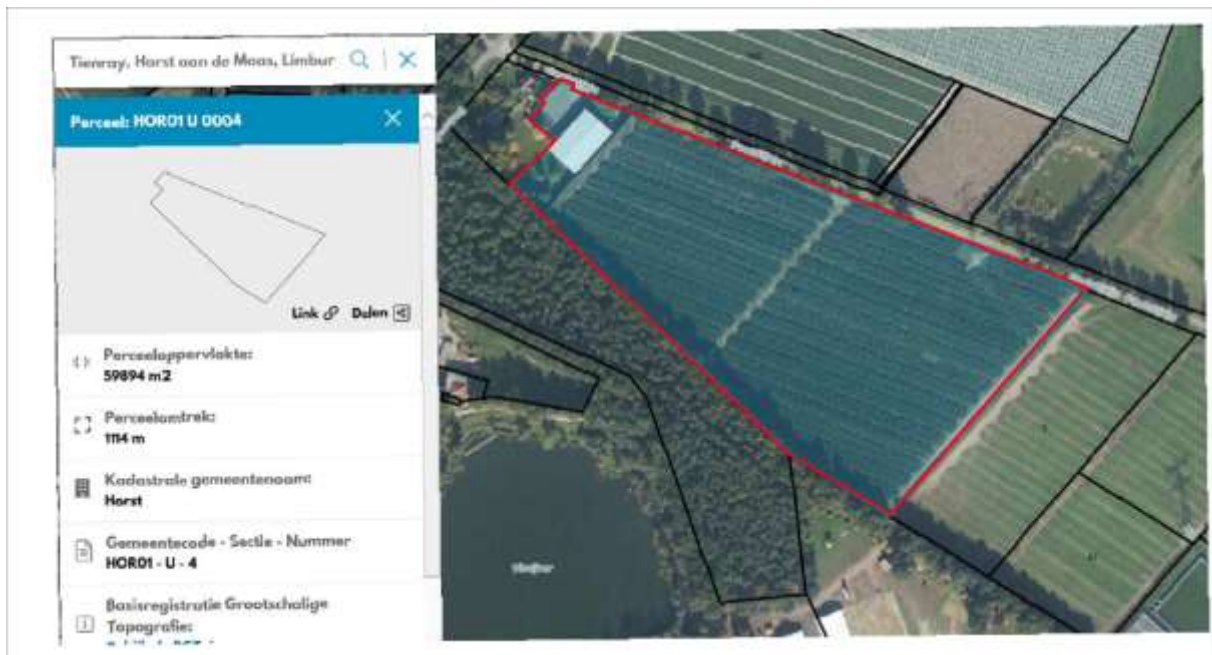 Tienray, Horst aan de Maas, Limbur
Perceel: HOR01 U 0004
Link Delen
Perceeloppervlakte:
59894 m2
Perceelomtrek:
1114 m
Kadastrale gemeentenaam:
Horst
Gemeentecode - Sectie - Nummer
HOR01 - U - 4
Basisregistratie Grootschalige
Topografie: